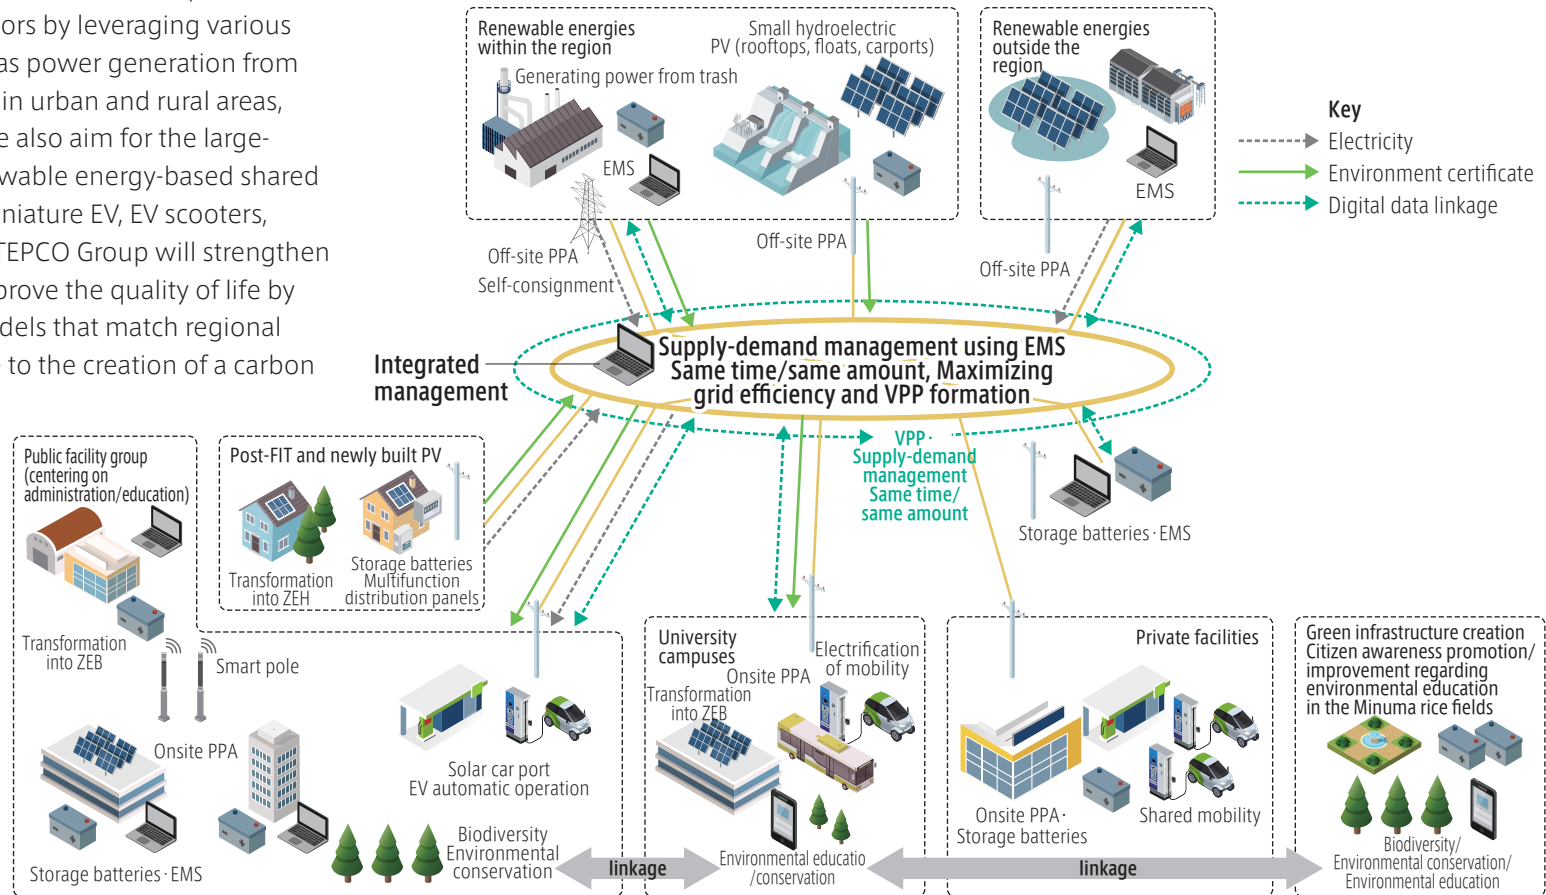 ors by leveraging various
as power generation from
in urban and rural areas,
e also aim for the large-
wable energy-based shared
niature EV, EV scooters,
TEPCO Group will strengthen
prove the quality of life by
dels that match regional
to the creation of a carbon
Renewable energies
within the region
Generating power from trash
EMS
Small hydroelectric
PV (rooftops, floats, carports)
Renewable energies
outside the
region
EMS
Key
Electricity
Environment certificate
Digital data linkage
Off-site PPA
Self-consignment
Off-site PPA
Off-site PPA
Integrated
management
Supply-demand management using EMS
Same time/same amount, Maximizing
grid efficiency and VPP formation
VPP ·
Supply-demand
management
Same time/
same amount
Storage batteries · EMS
Public facility group
(centering on
administration/education)
Transformation
into ZEB
Smart pole
Onsite PPA
Storage batteries · EMS
Post-FIT and newly built PV
Transformation
into ZEH
Storage batteries
Multifunction
distribution panels
Solar car port
EV automatic operation
Biodiversity
Environmental
conservation
linkage
University
campuses
Onsite PPA
Transformation
into ZEB
Electrification
of mobility
Environmental educatio
/conservation
linkage
Private facilities
Onsite PPA ·
Storage batteries
Shared mobility
Green infrastructure creation
Citizen awareness promotion/
improvement regarding
environmental education
in the Minuma rice fields
Biodiversity/
Environmental conservation/
Environmental education